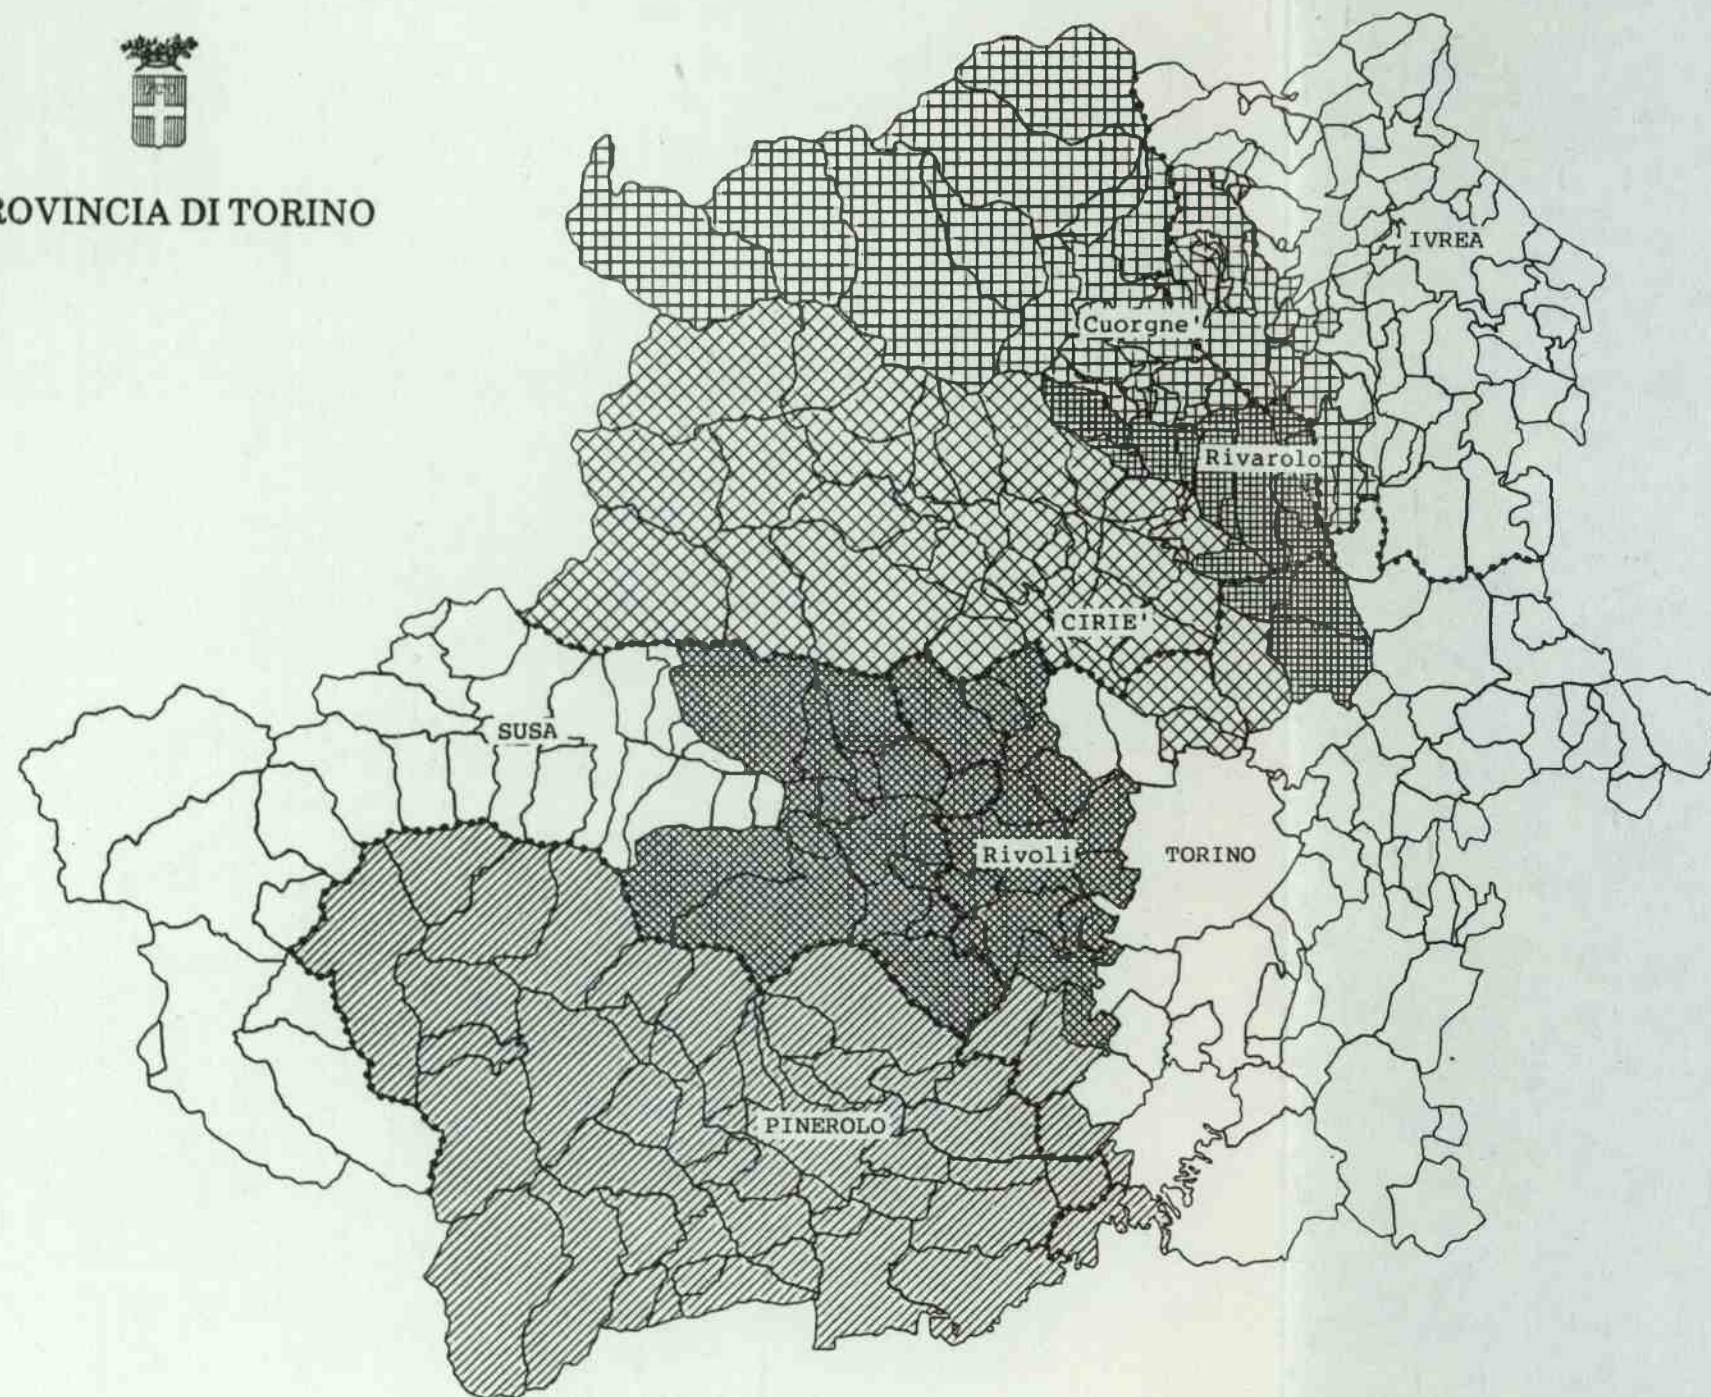 ROVINCIA DI TORINO
IVREA
Cuorgne'
Rivarolo
CIRIE'
SUSA
Rivoli
TORINO
PINEROLO